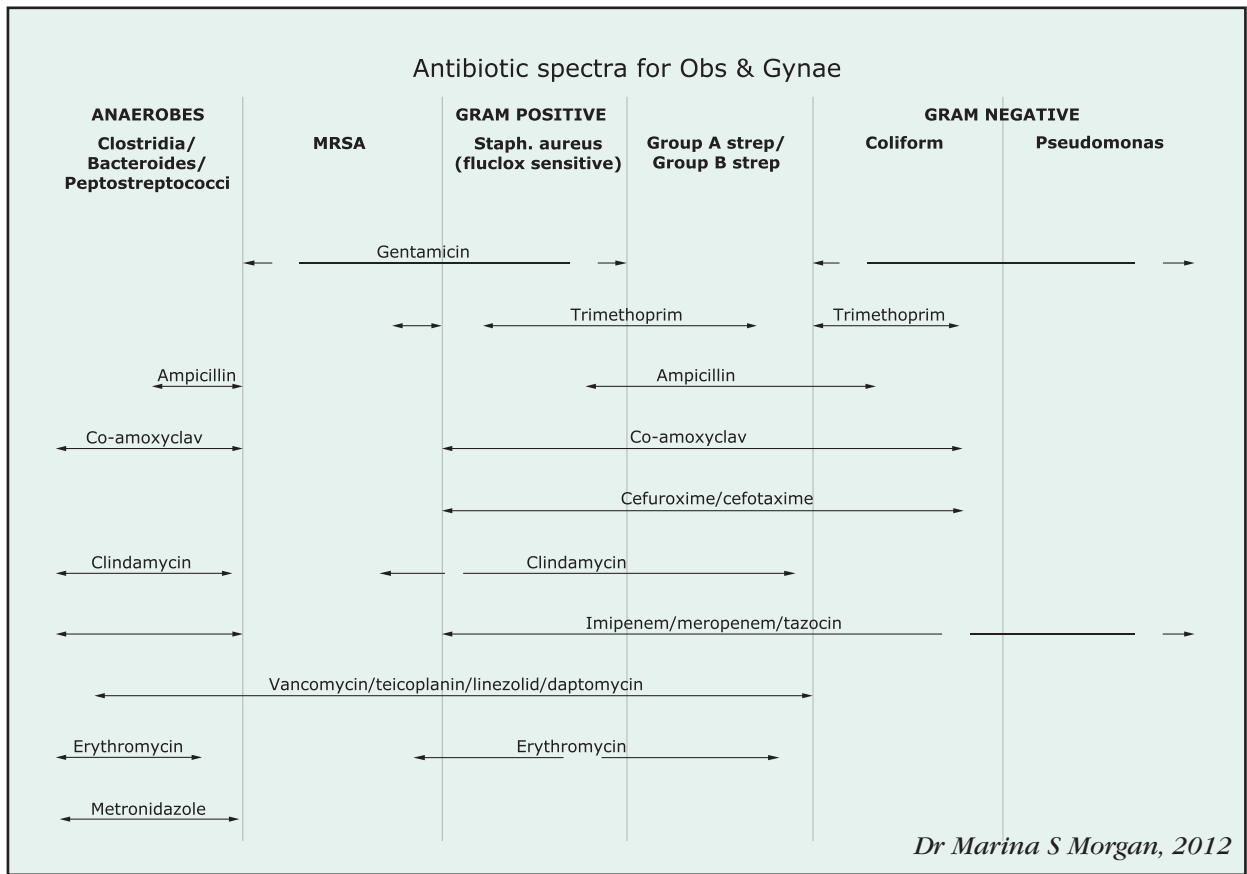 Antibiotic spectra for Obs & Gynae
ANAEROBES
GRAM POSITIVE
GRAM NEGATIVE
Clostridia/
Bacteroides/
Peptostreptococci
MRSA
Staph. aureus
(fluclox sensitive)
Group A strep/
Group B strep
Coliform
Pseudomonas
Gentamicin
Trimethoprim
Trimethoprim
Ampicillin
Ampicillin
Co-amoxyclav
Co-amoxyclav
Cefuroxime/cefotaxime
Clindamycin
Clindamycin
Imipenem/meropenem/tazocin
Vancomycin/teicoplanin/linezolid/daptomycin
Erythromycin
Erythromycin
Metronidazole
Dr Marina S Morgan, 2012